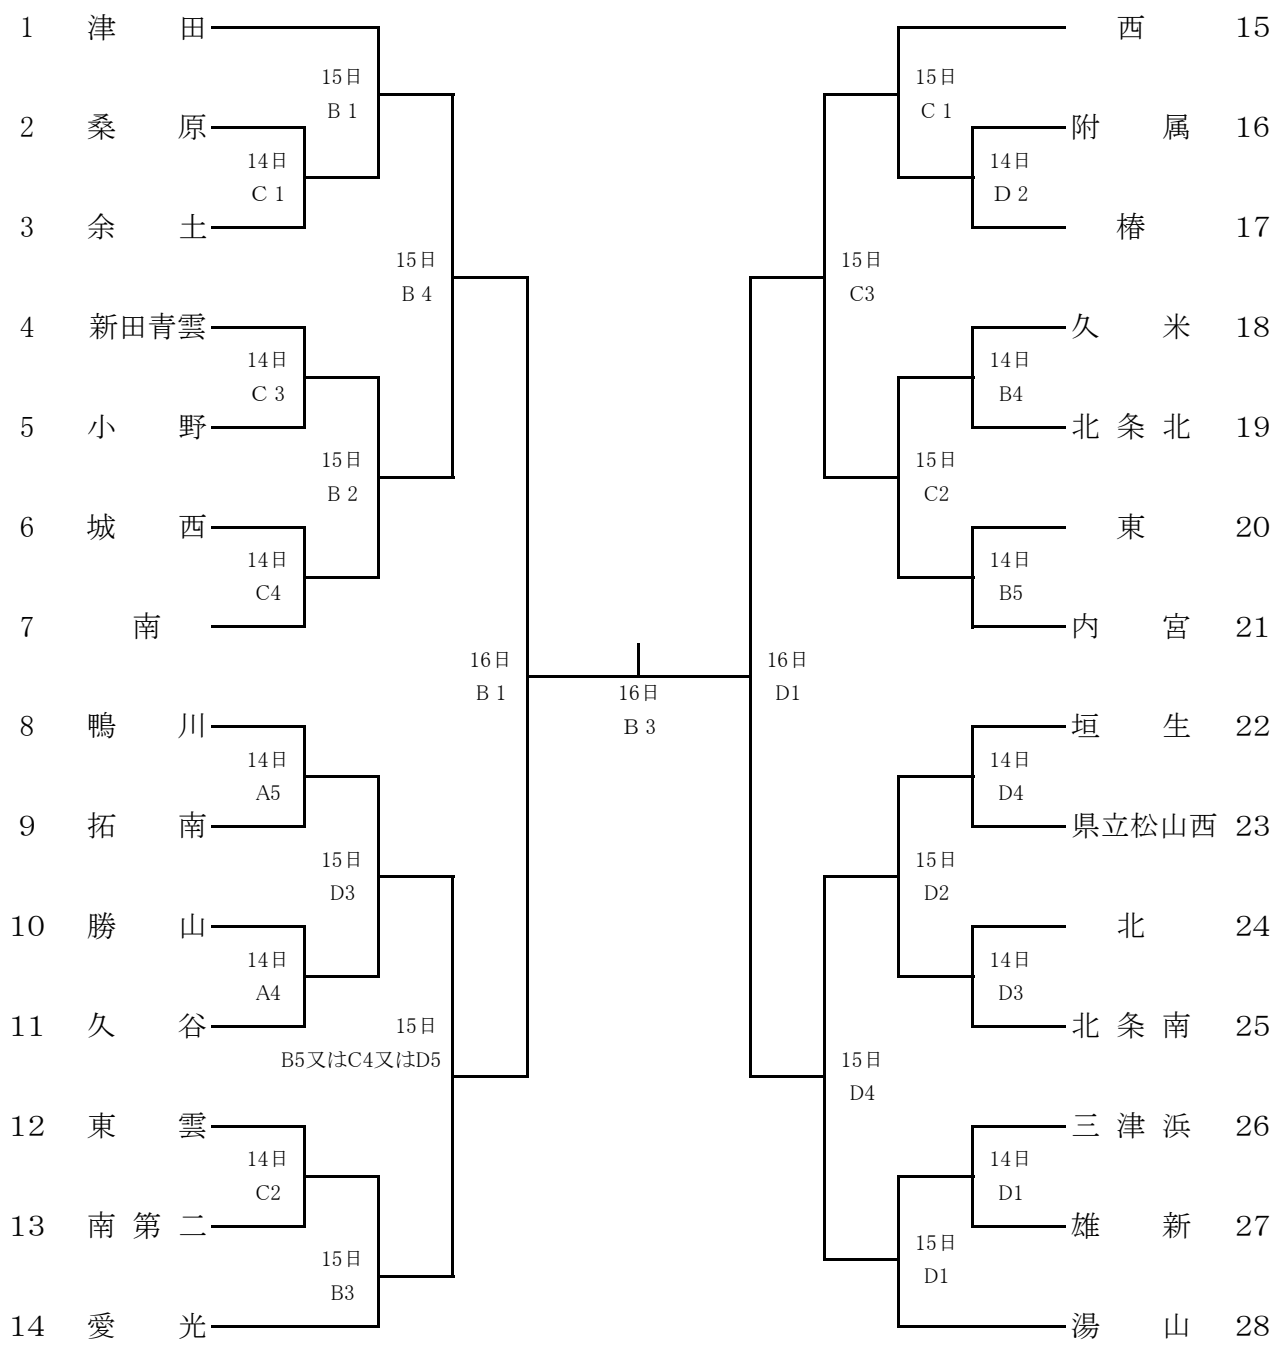 1 津 田
15日
B 1
2 桑 原
14日
C 1
3 余 土
15日
B 4
4 新田青雲
14日
C 3
5 小 野
15日
B 2
6 城 西
14日
C4
7 南
16日
B 1
8 鴨 川
14日
A5
9 拓 南
15日
D3
10 勝 山
14日
A4
11 久 谷
15日
B5又はC4又はD5
12 東 雲
14日
C2
13 南 第 二
15日
B3
14 愛 光
16日
B 3
西 15
15日
C 1
附 属 16
14日
D 2
椿 17
15日
C3
久 米 18
14日
B4
北 条 北 19
15日
C2
東 20
14日
B5
内 宮 21
16日
D1
垣 生 22
14日
D4
県立松山西 23
15日
D2
北 24
14日
D3
北 条 南 25
15日
D4
三 津 浜 26
14日
D1
雄 新 27
15日
D1
湯 山 28